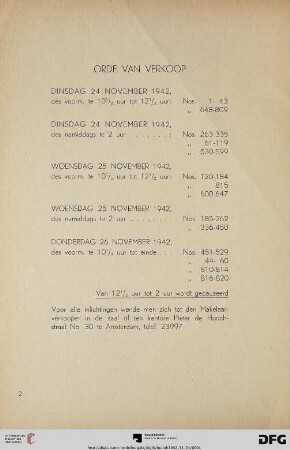 ORDE VAN VERKOOP
DINSDAG 24 NOVEMBER 1942,
des voorm. te 10½ uur tot 12½ uur: Nos. 1- 43
„ 648-809
DINSDAG 24 NOVEMBER 1942,
des namiddags te 2 uur . . . . . . : Nos. 263-335
„ 61-119
„ 530-599
WOENSDAG 25 NOVEMBER 1942,
des voorm. te 10½ uur tot 12½ uur: Nos. 120-184
„ 815
„ 600-647
WOENSDAG 25 NOVEMBER 1942,
des namiddags te 2 uur . . . . . . : Nos. 185-262
„ 336-450
DONDERDAG 26 NOVEMBER 1942,
des voorm. te 10½ uur tot einde . . : Nos. 451-529
„ 44- 60
„ 810-814
„ 816-820
Van 12½ uur tot 2 uur wordt gepauzeerd
Voor alle inlichtingen wende men zich tot den Makelaar-
verkooper in de zaal of ten kantore Pieter de Hooch-
straat No. 30 te Amsterdam, telef. 23997
2
DFG